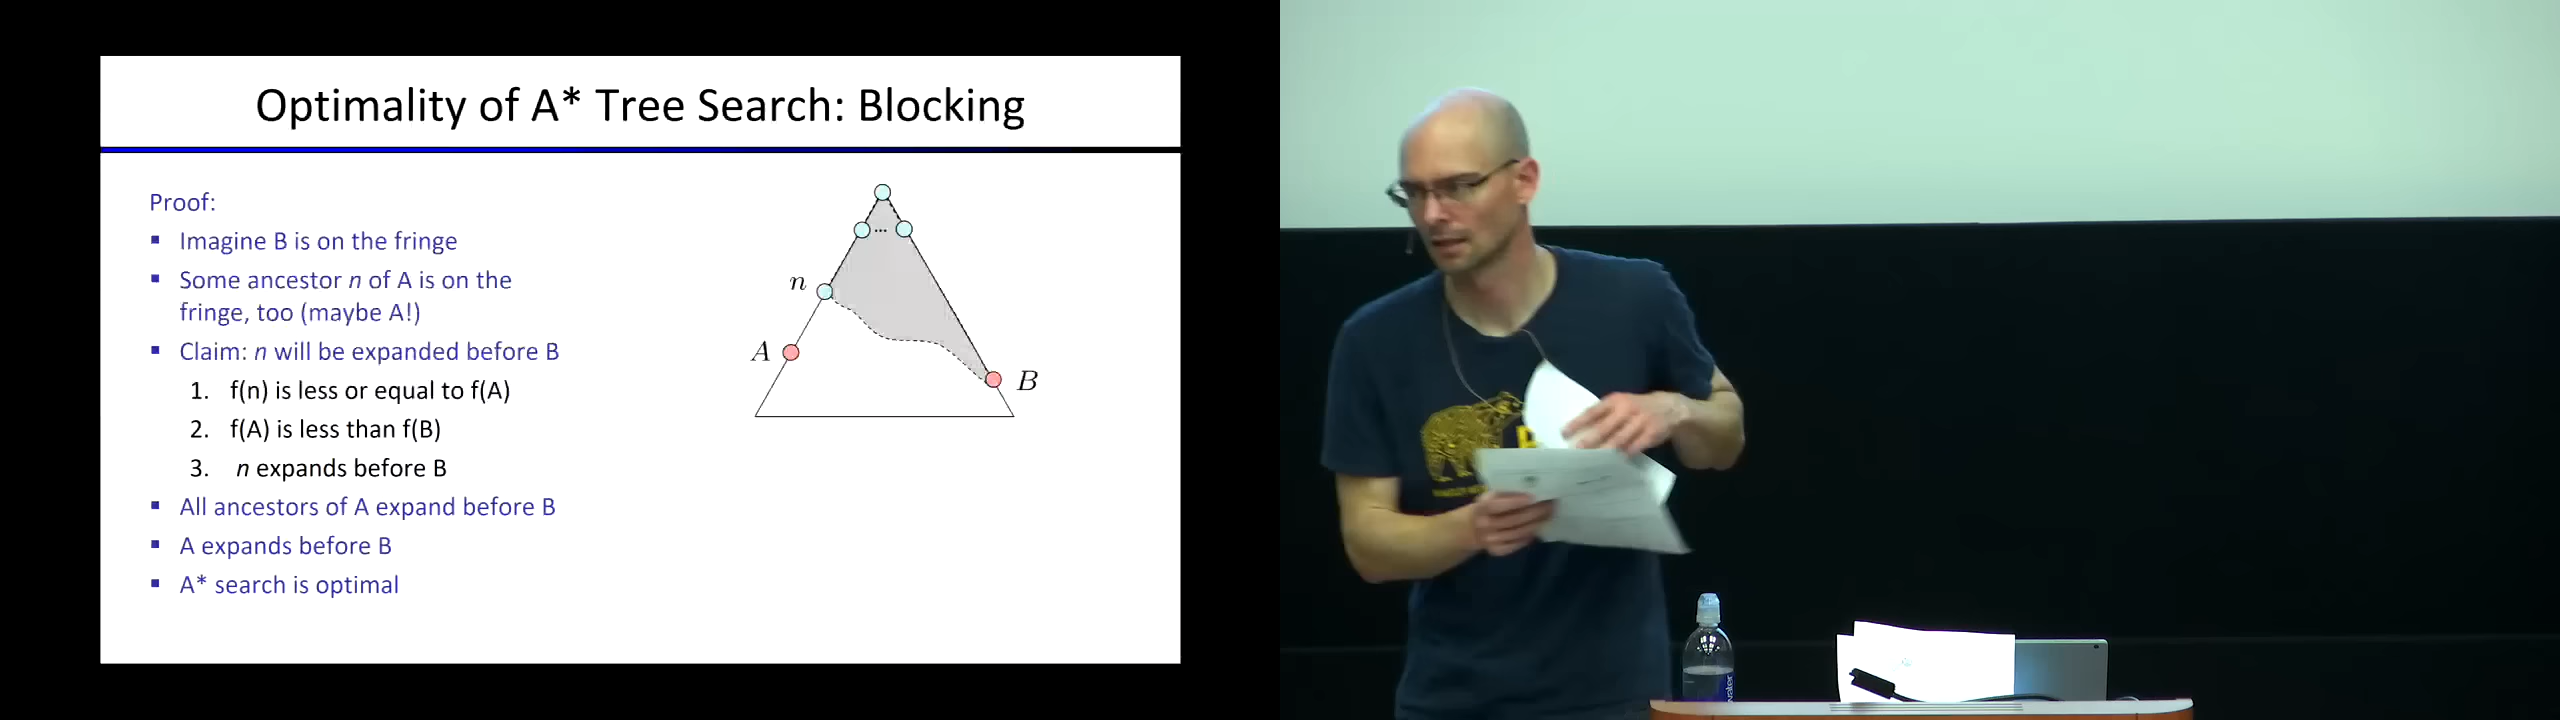 Optimality of A* Tree Search: Blocking
Proof:
▪ Imagine B is on the fringe
▪ Some ancestor n of A is on the
fringe, too (maybe A!)
▪ Claim: n will be expanded before B
1. f(n) is less or equal to f(A)
2. f(A) is less than f(B)
3. n expands before B
▪ All ancestors of A expand before B
▪ A expands before B
▪ A* search is optimal
...
n
A
B
water